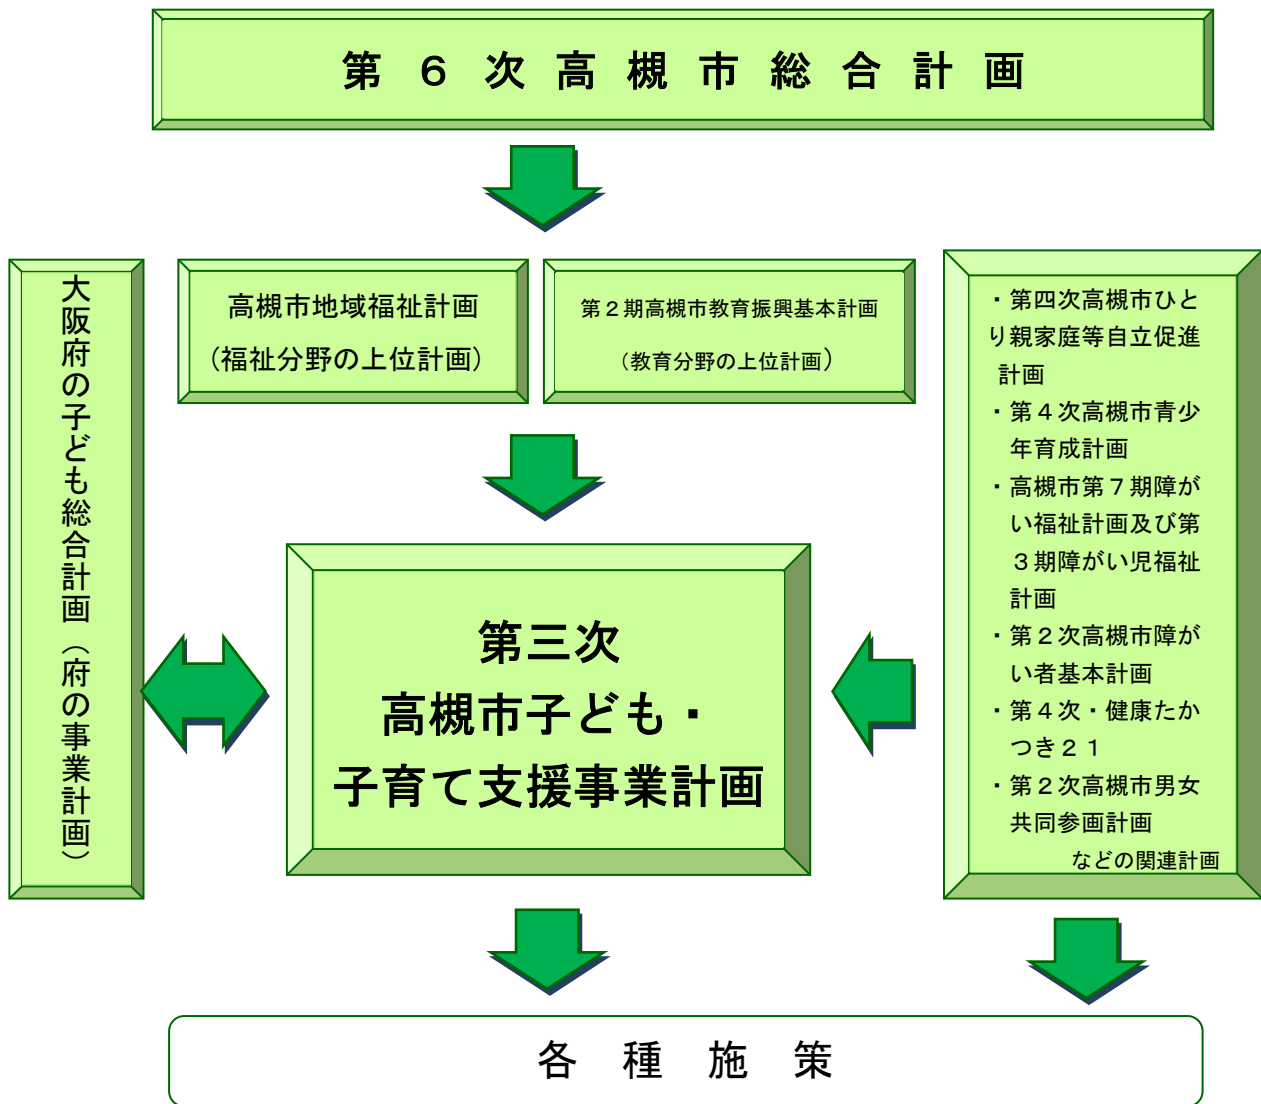 第６次高槻市総合計画
大阪府の子ども総合計画（府の事業計画）
高槻市地域福祉計画
（福祉分野の上位計画）
第２期高槻市教育振興基本計画
（教育分野の上位計画）
・第四次高槻市ひと
り親家庭等自立促進
計画
・第４次高槻市青少
年育成計画
・高槻市第７期障が
い福祉計画及び第
３期障がい児福祉
計画
・第２次高槻市障が
い者基本計画
・第４次・健康たか
つき２１
・第２次高槻市男女
共同参画計画
などの関連計画
第三次
高槻市子ども・
子育て支援事業計画
各種施策